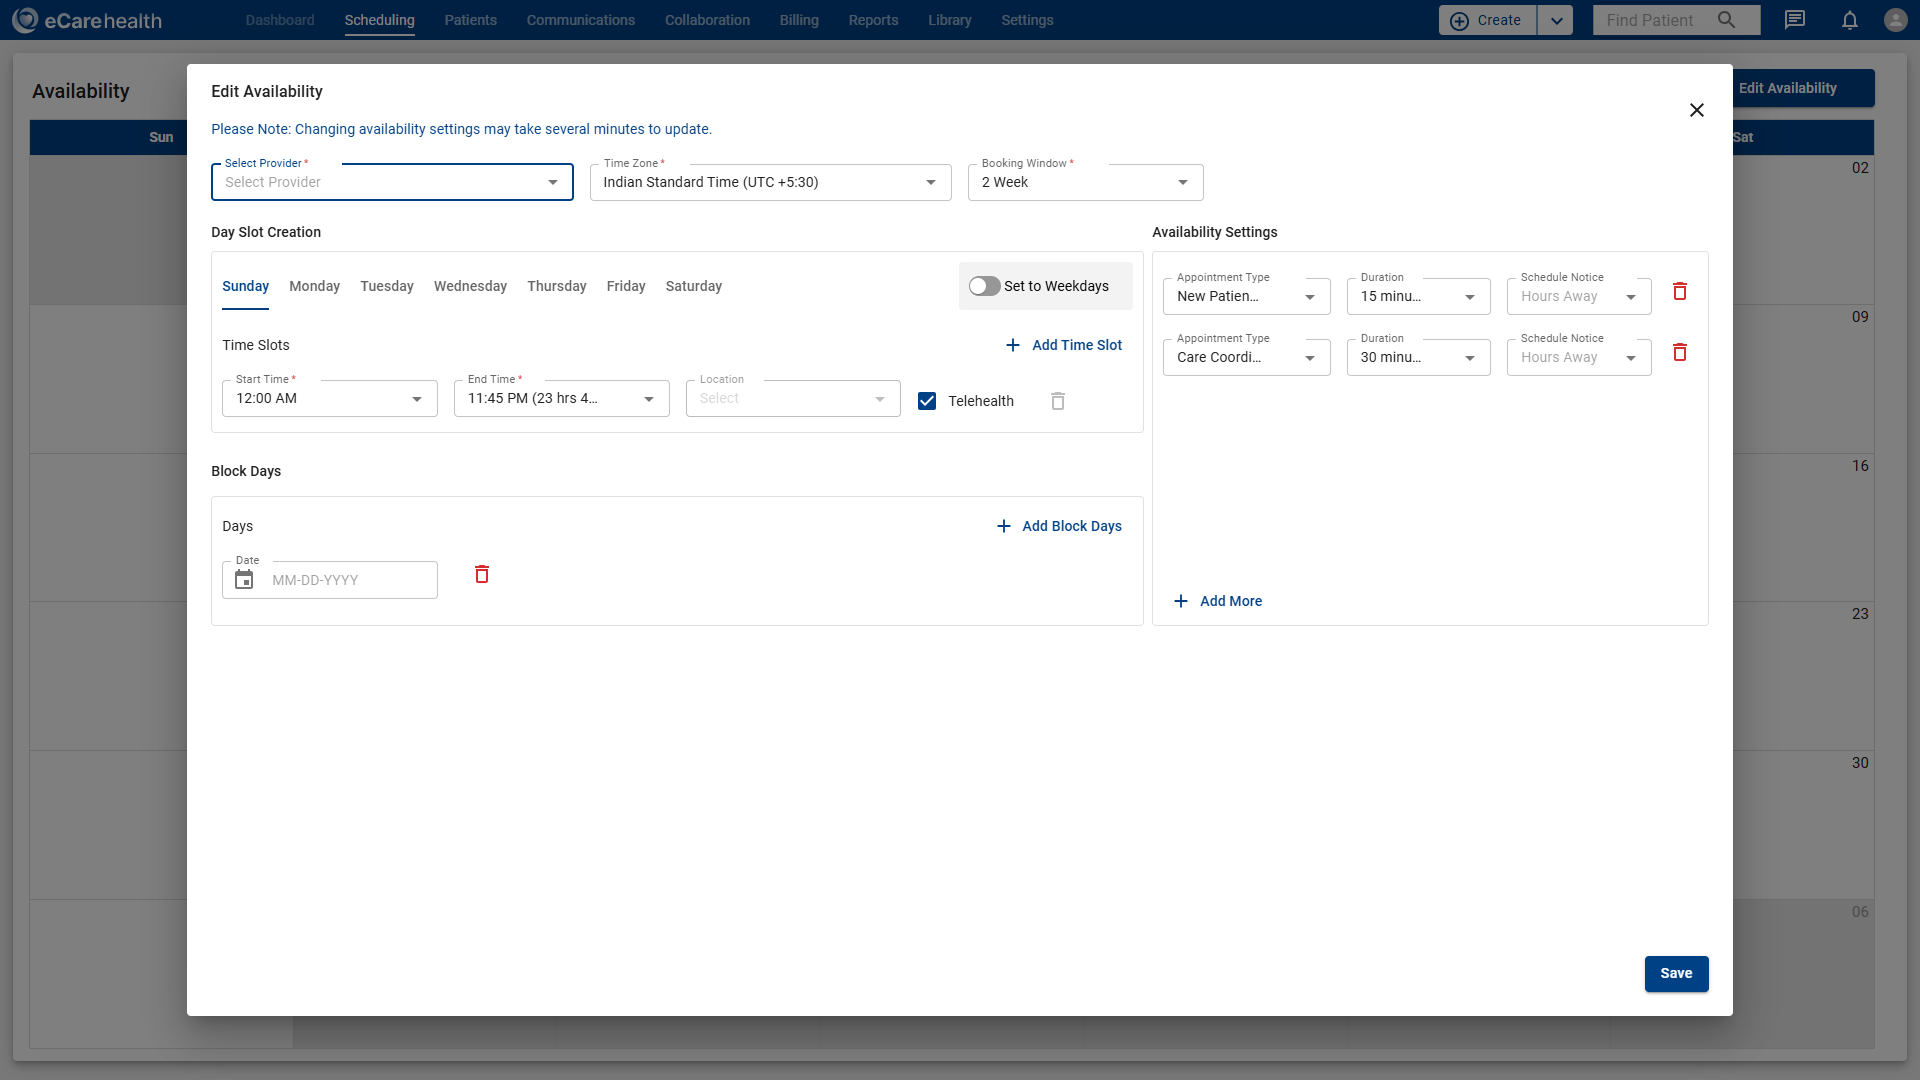 eCarehealth
Dashboard Scheduling Patients Communications Collaboration Billing Reports Library Settings
Create
Find Patient
Availability
Edit Availability
Sun
Sat
02
09
16
23
30
06
Edit Availability
Please Note: Changing availability settings may take several minutes to update.
Select Provider *
Select Provider
Time Zone *
Indian Standard Time (UTC +5:30)
Booking Window *
2 Week
Day Slot Creation
Sunday Monday Tuesday Wednesday Thursday Friday Saturday
Set to Weekdays
Time Slots
Add Time Slot
Start Time *
12:00 AM
End Time *
11:45 PM (23 hrs 4...
Location
Select
Telehealth
Block Days
Days
Add Block Days
Date
MM-DD-YYYY
Availability Settings
Appointment Type
New Patien...
Duration
15 minu...
Schedule Notice
Hours Away
Appointment Type
Care Coordi...
Duration
30 minu...
Schedule Notice
Hours Away
Add More
Save